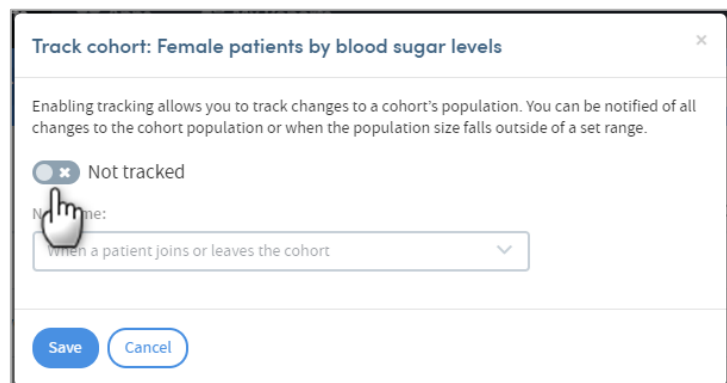 Track cohort: Female patients by blood sugar levels
Enabling tracking allows you to track changes to a cohort's population. You can be notified of all
changes to the cohort population or when the population size falls outside of a set range.
Not tracked
When a patient joins or leaves the cohort
Save
Cancel